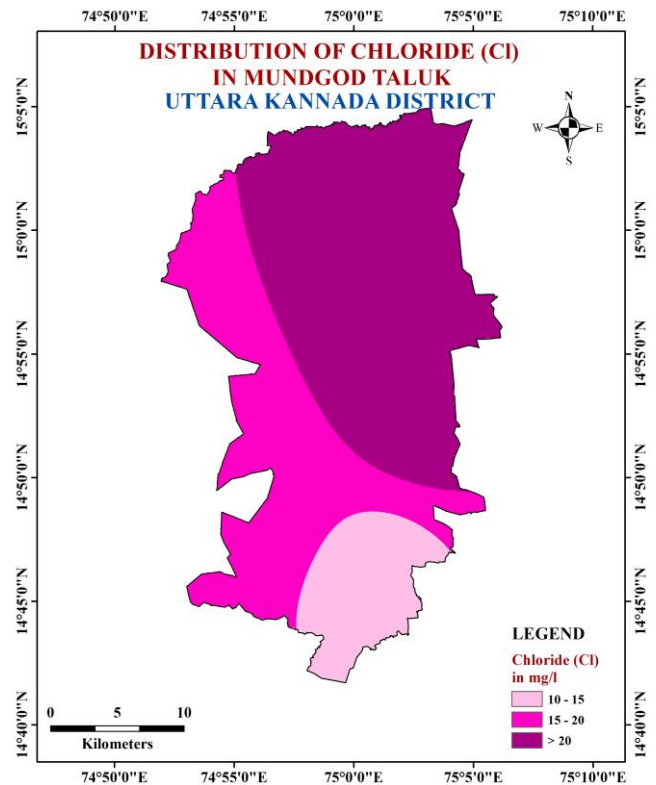 74°50'0"N 74°55'0"N 75°0'0"N 75°5'0"N 75°10'0"N
DISTRIBUTION OF CHLORIDE (Cl)
IN MUNDGOD TALUK
UTTARA KANNADA DISTRICT
N
W E
S
15°5'0"N 15°5'0"N
15°0'0"N 15°0'0"N
14°55'0"N 14°55'0"N
14°50'0"N 14°50'0"N
14°45'0"N 14°45'0"N
14°40'0"N 14°40'0"N
LEGEND
Chloride (Cl)
in mg/l
10 - 15
15 - 20
> 20
0 5 10
Kilometers
74°50'0"N 74°55'0"N 75°0'0"N 75°5'0"N 75°10'0"N